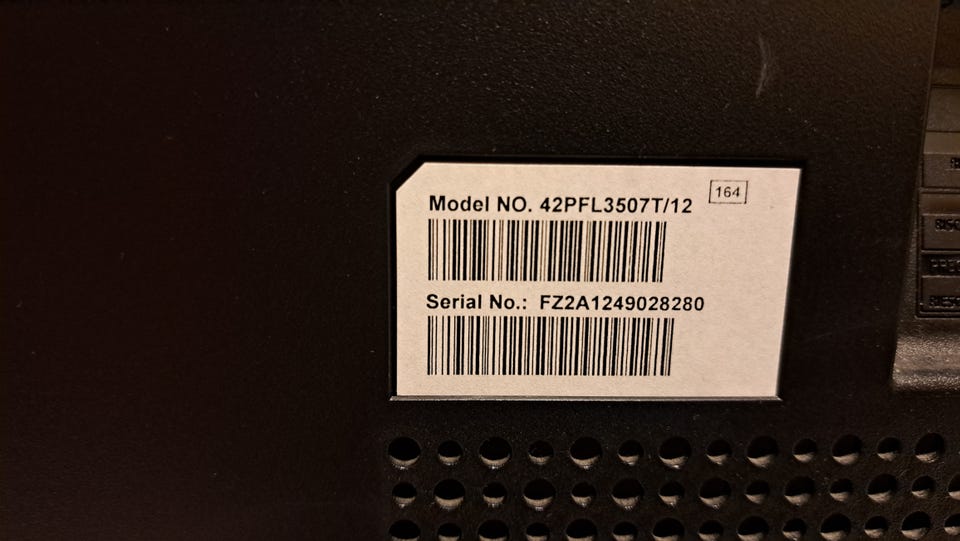 Model NO. 42PFL3507T/12
164
Serial No.: FZ2A1249028280